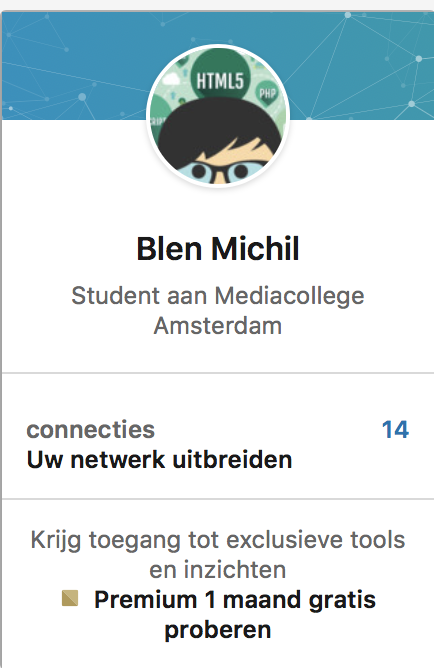 HTML5
PHP
Blen Michil
Student aan Mediacollege
Amsterdam
connecties 14
Uw netwerk uitbreiden
Krijg toegang tot exclusieve tools
en inzichten
Premium 1 maand gratis
proberen